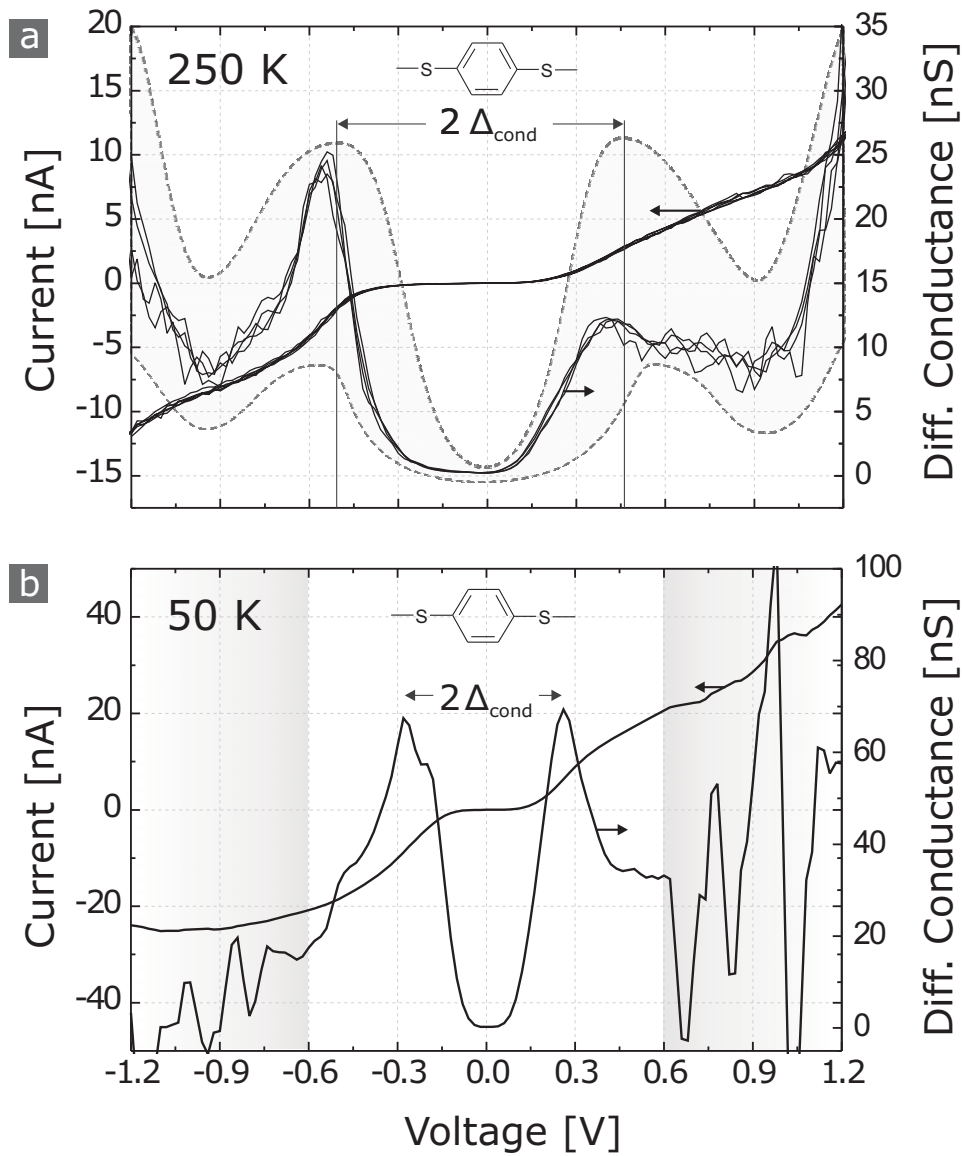 a
250 K
S
S
2 Δcond
20
15
10
5
0
-5
-10
-15
Current [nA]
35
30
25
20
15
10
5
0
Diff. Conductance [nS]
b
50 K
S
S
2 Δcond
40
20
0
-20
-40
Current [nA]
100
80
60
40
20
0
Diff. Conductance [nS]
-1.2 -0.9 -0.6 -0.3 0.0 0.3 0.6 0.9 1.2
Voltage [V]